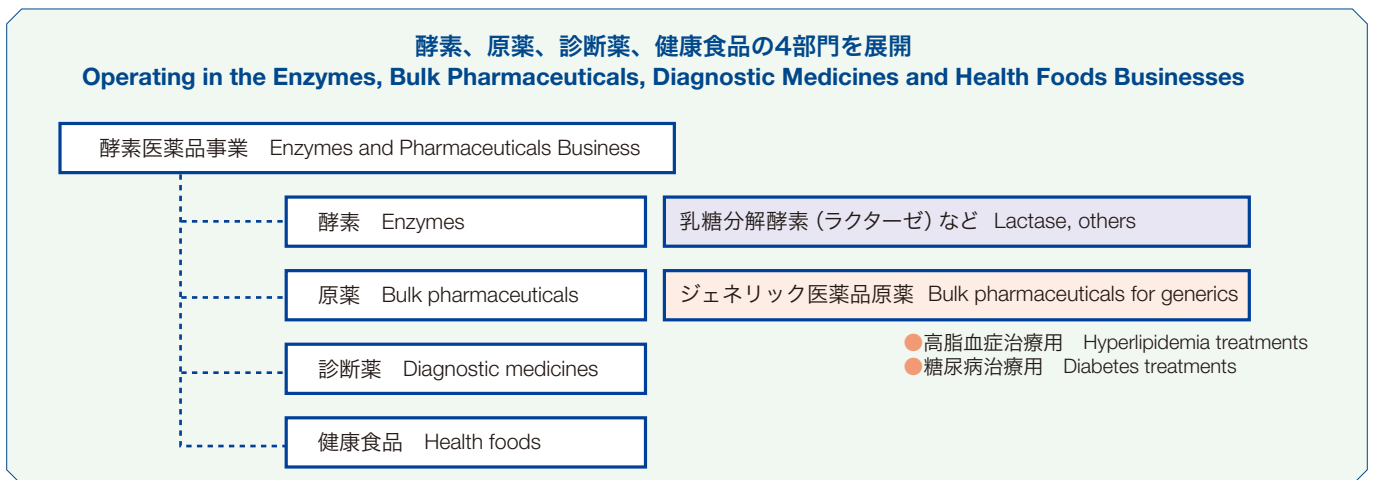 酵素、原薬、診断薬、健康食品の4部門を展開
Operating in the Enzymes, Bulk Pharmaceuticals, Diagnostic Medicines and Health Foods Businesses
酵素医薬品事業　Enzymes and Pharmaceuticals Business
酵素　Enzymes
乳糖分解酵素（ラクターゼ）など　Lactase, others
原薬　Bulk pharmaceuticals
ジェネリック医薬品原薬　Bulk pharmaceuticals for generics
●高脂血症治療用　Hyperlipidemia treatments
●糖尿病治療用　Diabetes treatments
診断薬　Diagnostic medicines
健康食品　Health foods